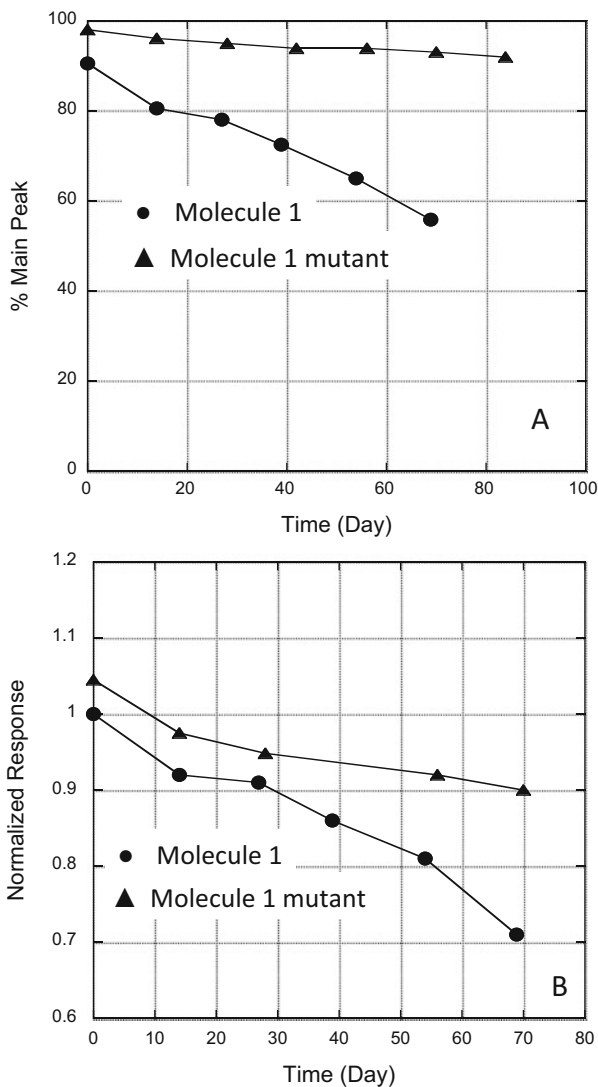 % Main Peak
100
80
60
40
20
0
Molecule 1
Molecule 1 mutant
A
0 20 40 60 80 100
Time (Day)
Normalized Response
1.2
1.1
1
0.9
0.8
0.7
0.6
Molecule 1
Molecule 1 mutant
B
0 10 20 30 40 50 60 70 80
Time (Day)